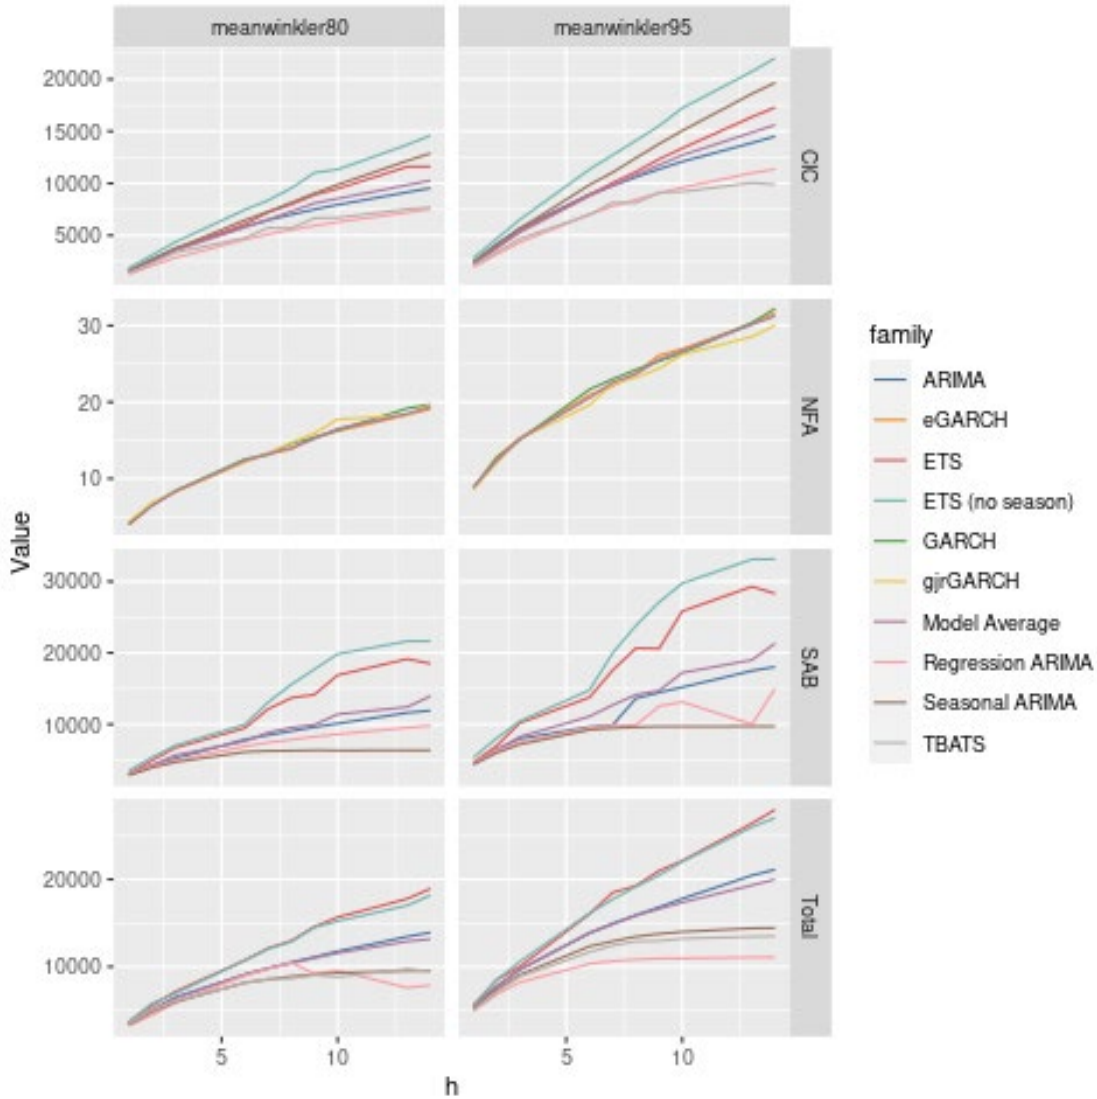 meanwinkler80
meanwinkler95
20000
15000
10000
5000
CIC
30
20
10
NFA
30000
20000
10000
SAB
20000
10000
Total
5
10
5
10
h
Value
family
ARIMA
eGARCH
ETS
ETS (no season)
GARCH
gjrGARCH
Model Average
Regression ARIMA
Seasonal ARIMA
TBATS